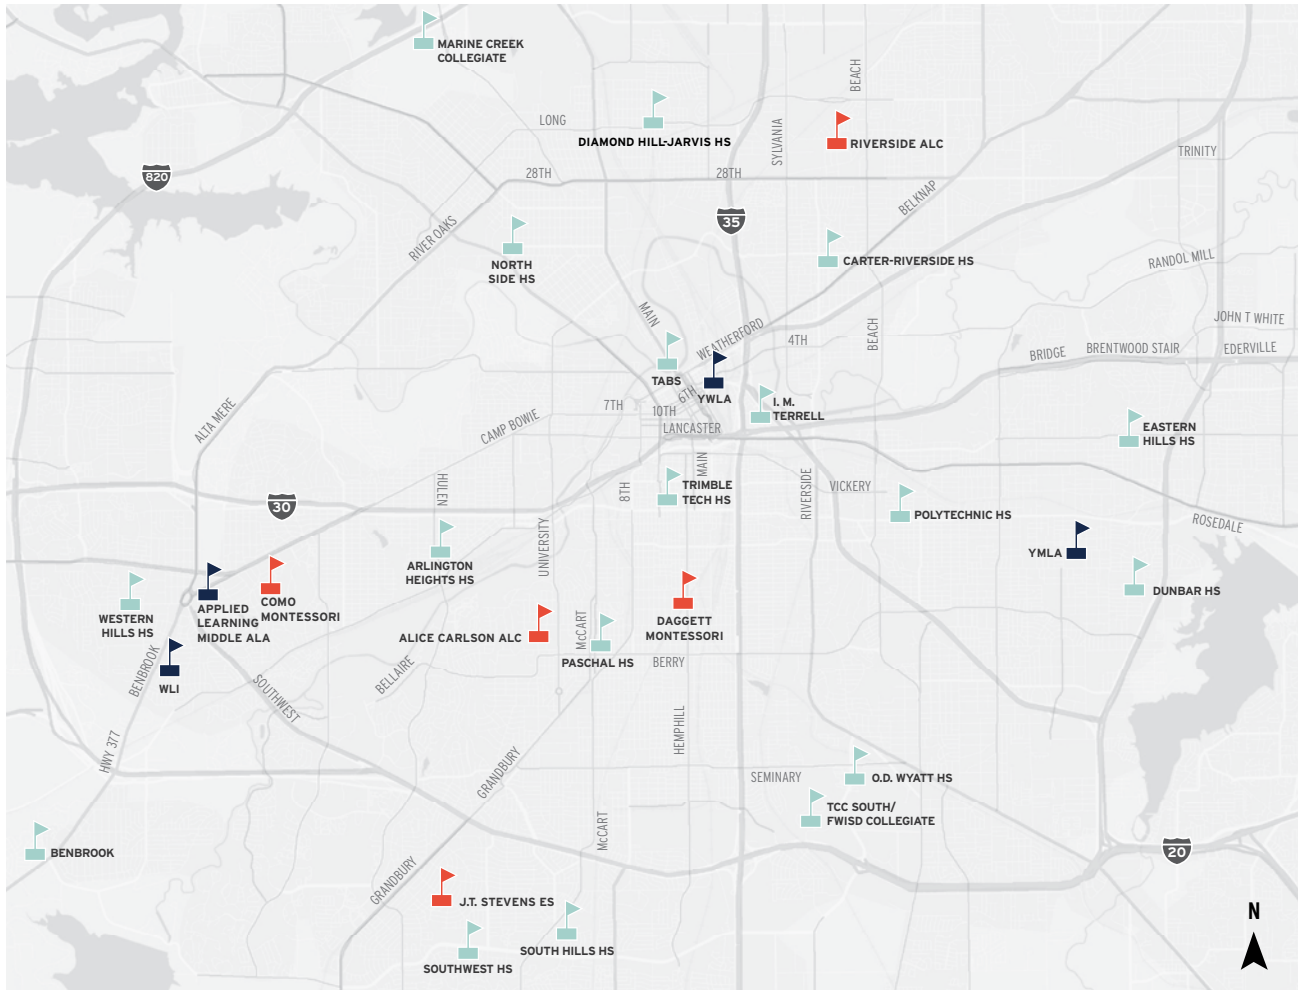 MARINE CREEK
COLLEGIATE
BEACH
LONG
DIAMOND HILL-JARVIS HS
SYLVANIA
RIVERSIDE ALC
TRINITY
820
28TH
28TH
BELKNAP
35
RIVER OAKS
NORTH
SIDE HS
CARTER-RIVERSIDE HS
RANDOL MILL
MAIN
WEATHERFORD
4TH
BEACH
JOHN T WHITE
BRIDGE
BRENTWOOD STAIR
EDERVILLE
TABS
6TH
YWLA
7TH
10TH
I. M.
TERRELL
ALTA MERE
CAMP BOWIE
LANCASTER
EASTERN
HILLS HS
HULEN
MAIN
8TH
TRIMBLE
TECH HS
RIVERSIDE
VICKERY
30
POLYTECHNIC HS
ROSEDALE
UNIVERSITY
YMLA
ARLINGTON
HEIGHTS HS
DUNBAR HS
WESTERN
HILLS HS
APPLIED
LEARNING
MIDDLE ALA
COMO
MONTESSORI
ALICE CARLSON ALC
McCART
DAGGETT
MONTESSORI
PASCHAL HS
BERRY
BENBROOK
WLI
BELLAIRE
SOUTHWEST
HWY 377
HEMPHILL
GRANDBURY
SEMINARY
O.D. WYATT HS
TCC SOUTH/
FWISD COLLEGIATE
McCART
BENBROOK
20
GRANDBURY
J.T. STEVENS ES
N
SOUTH HILLS HS
SOUTHWEST HS